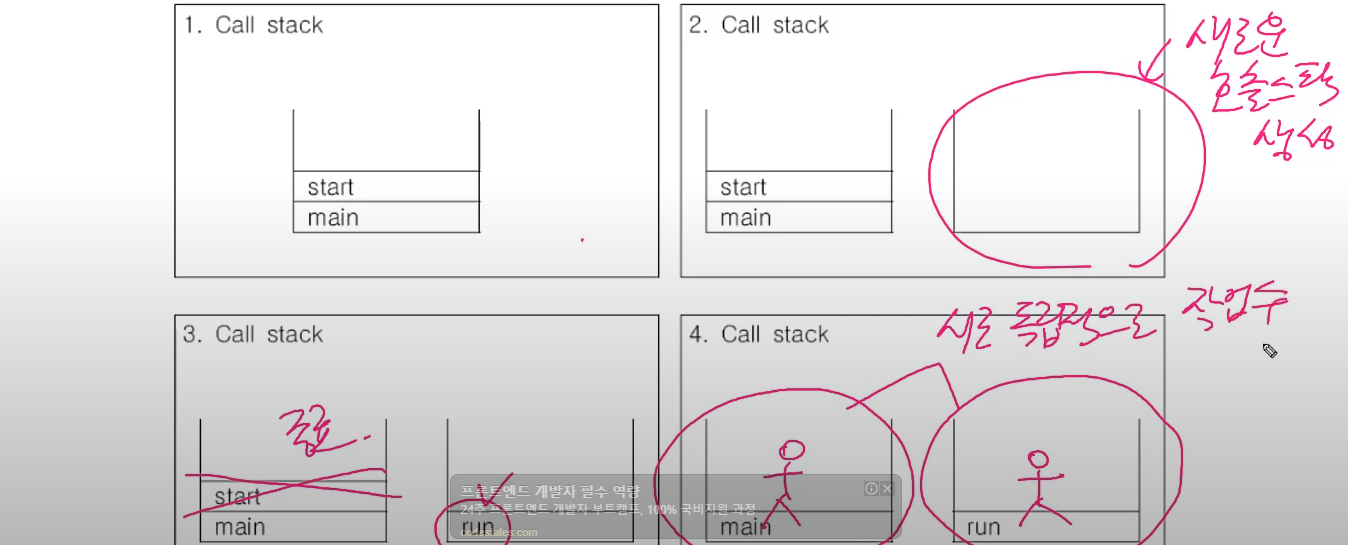 1. Call stack
start
main
2. Call stack
start
main
새로운
호출스택
생성
3. Call stack
종료.
start
main
run
4. Call stack
서로 독립적으로 작업수
main
run
프론트엔드 개발자 필수 역량
24주 프론트엔드 개발자 부트캠프, 100% 국비지원 과정
codestates.com